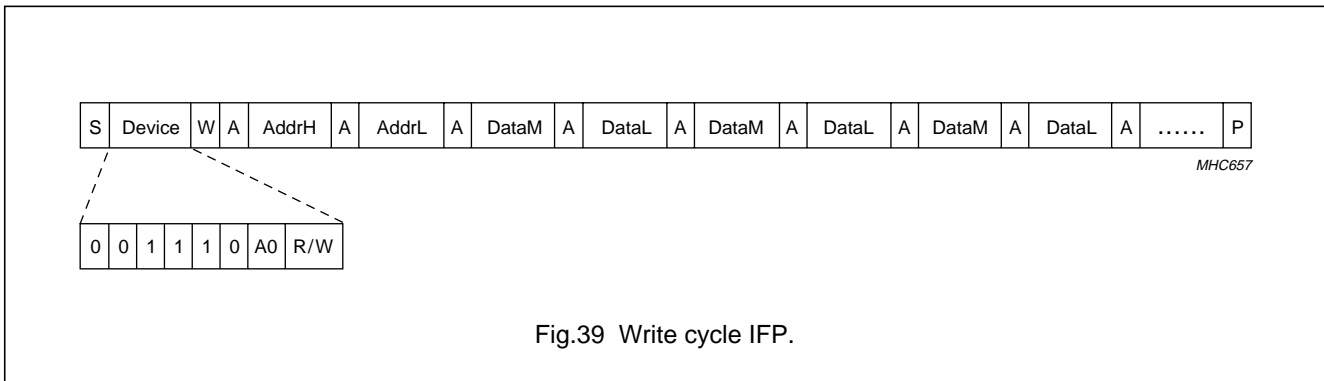 S Device W A AddrH A AddrL A DataM A DataL A DataM A DataL A DataM A DataL A ...... P
MHC657
0 0 1 1 1 0 A0 R/W
Fig.39 Write cycle IFP.